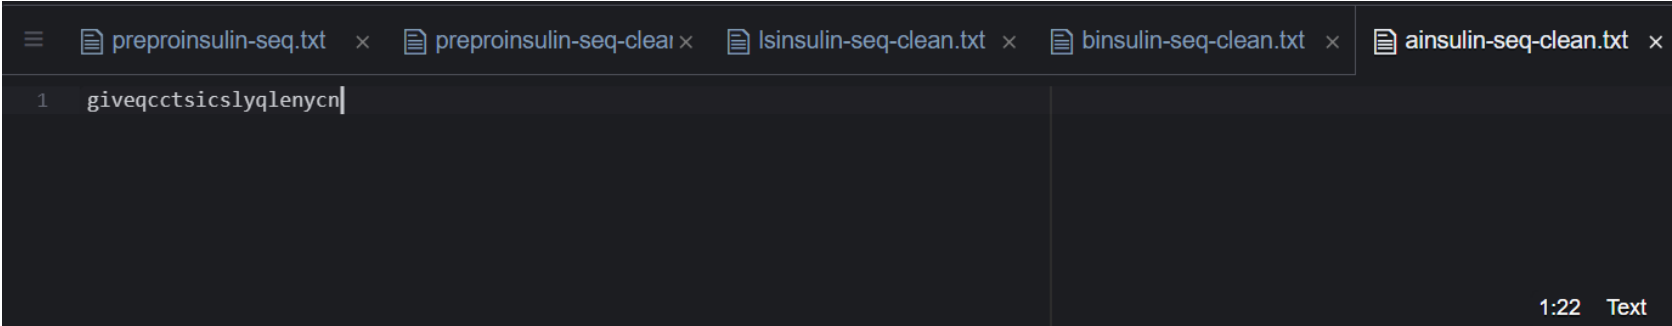 preproinsulin-seq.txt × preproinsulin-seq-clear × lsinsulin-seq-clean.txt × binsulin-seq-clean.txt × ainsulin-seq-clean.txt ×
1 giveqcctsicslyqlenycn
1:22 Text